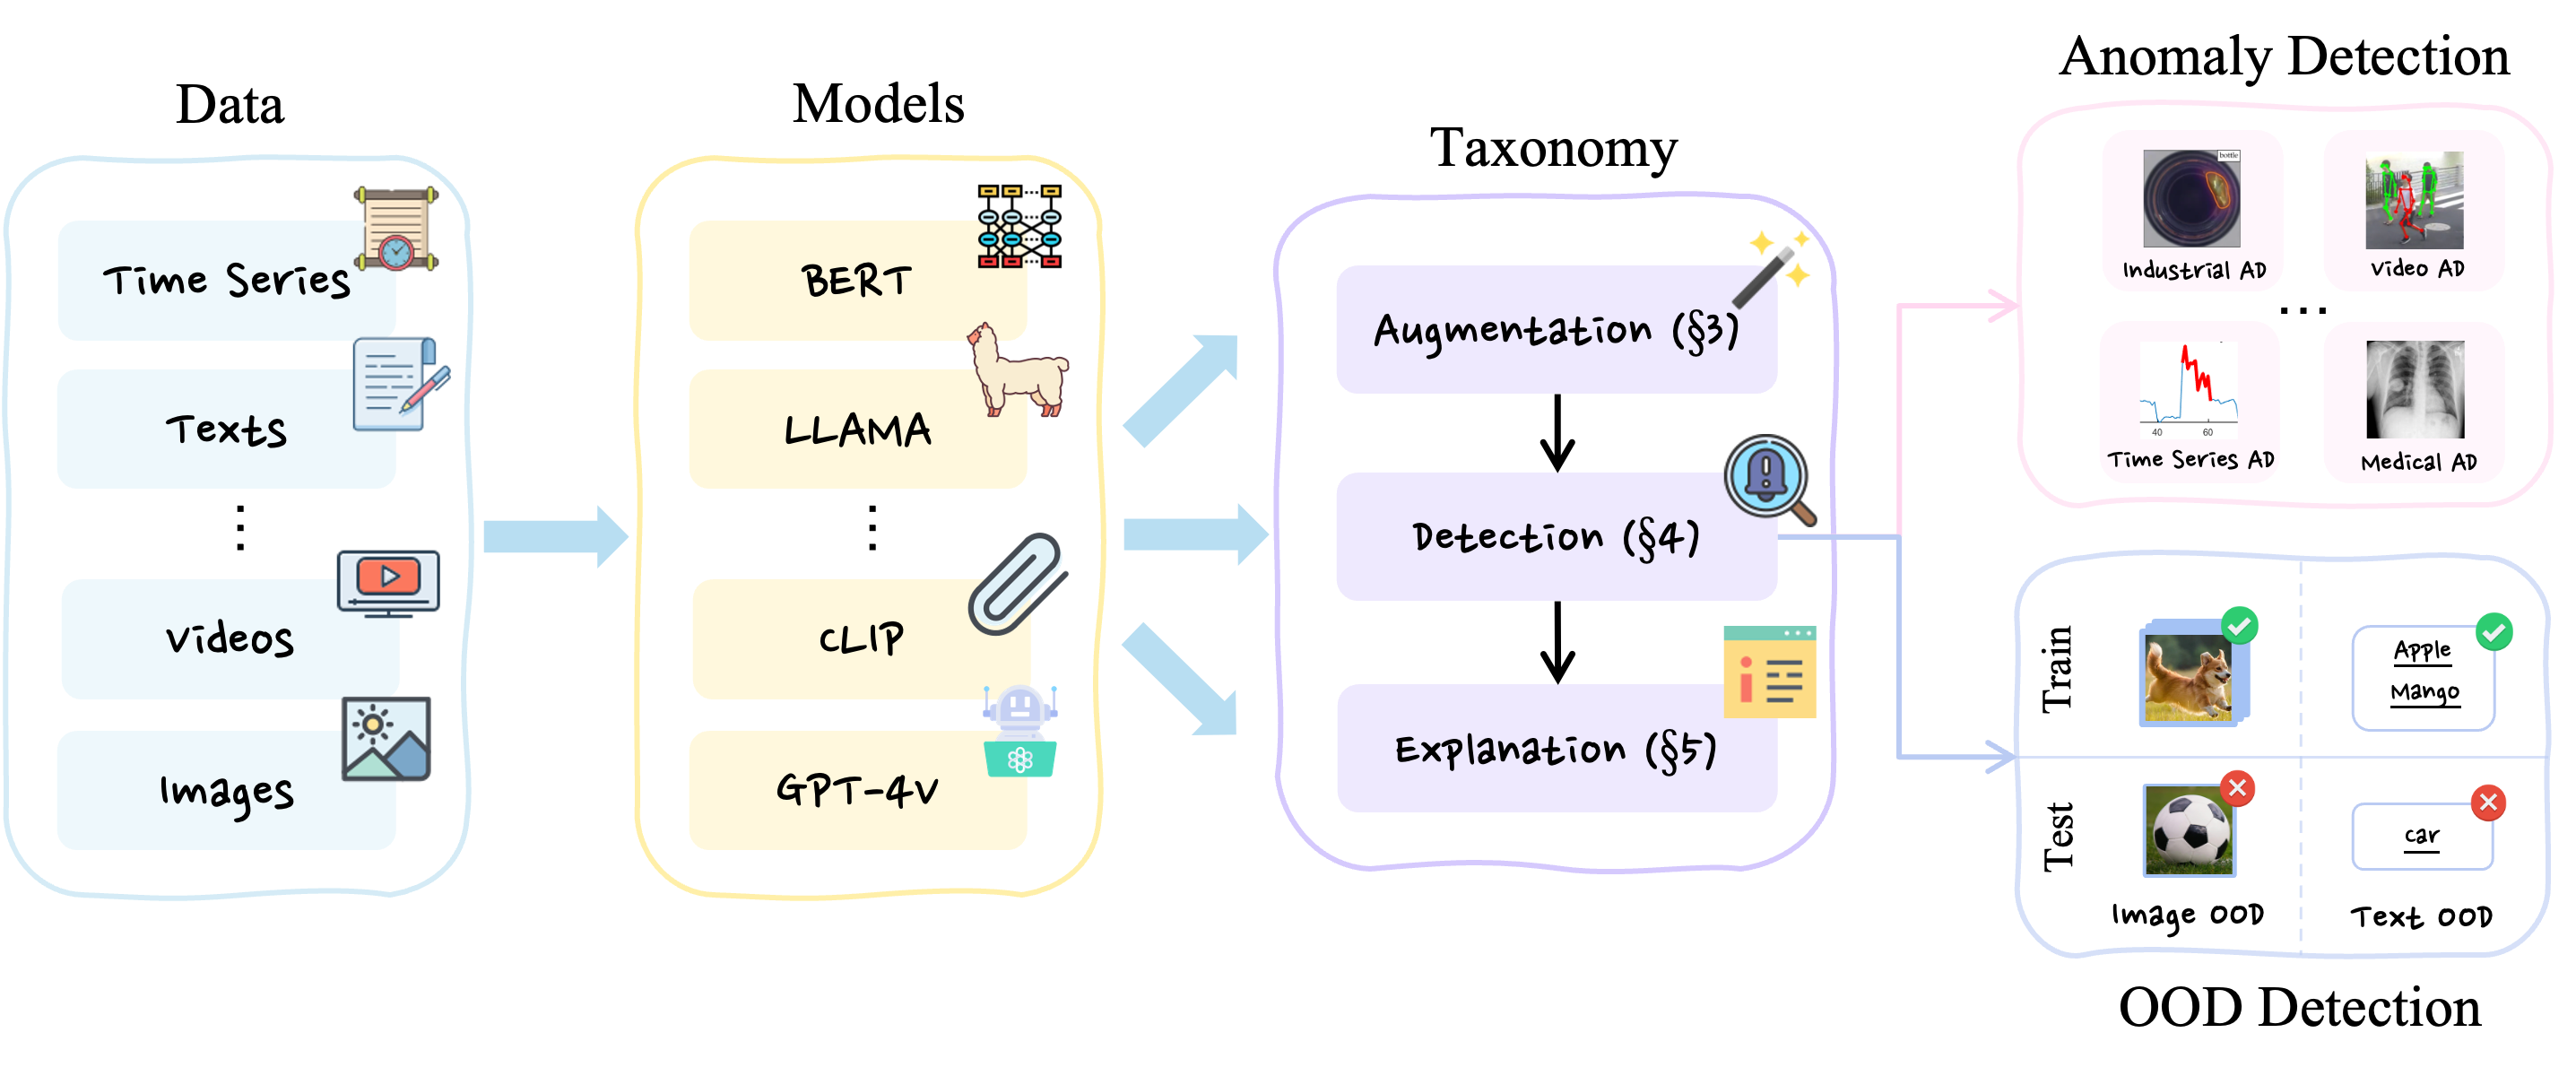 Data
Time Series
Texts
⋮
Videos
Images
Models
BERT
LLAMA
⋮
CLIP
GPT-4V
Taxonomy
Augmentation (§3)
Detection (§4)
Explanation (§5)
Anomaly Detection
bottle
Industrial AD
Video AD
...
40 60
Time Series AD
Medical AD
Train
Apple
Mango
Test
car
Image OOD
Text OOD
OOD Detection